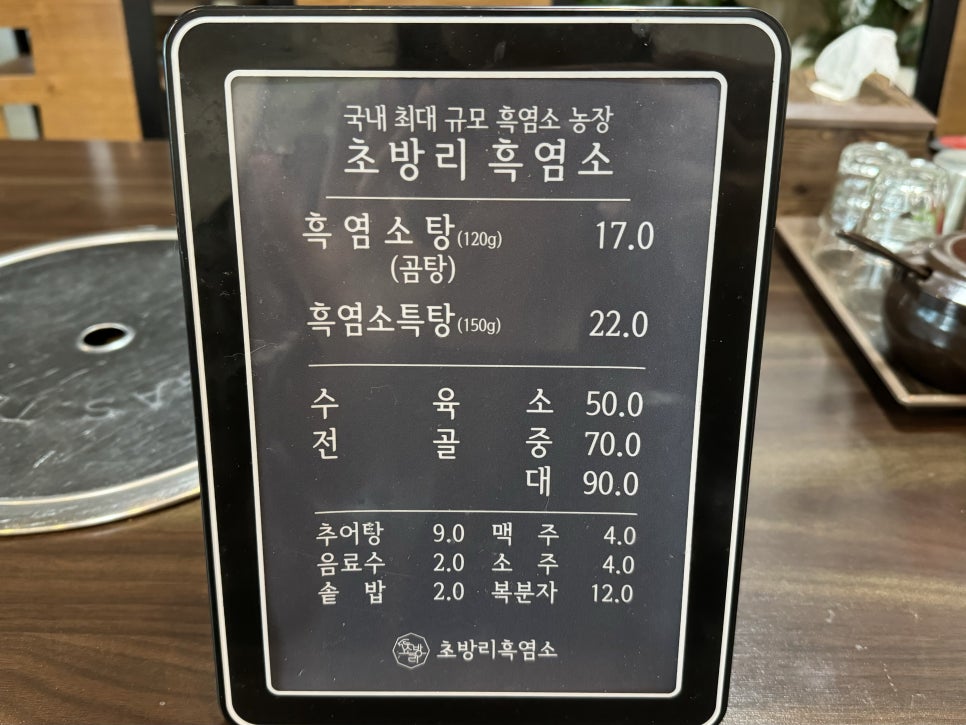 국내 최대 규모 흑염소 농장
초방리 흑염소
흑염소탕(120g) 17.0
(곰탕)
흑염소특탕(150g) 22.0
수 육 소 50.0
전 골 중 70.0
대 90.0
추어탕 9.0 맥 주 4.0
음료수 2.0 소 주 4.0
솥 밥 2.0 복분자 12.0
초방리흑염소